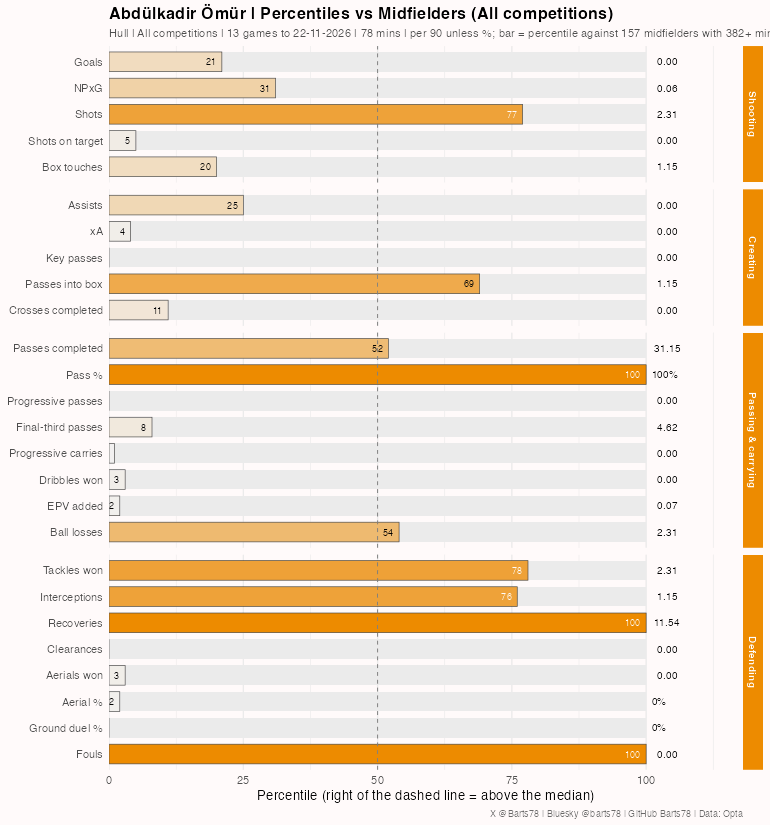 Abdülkadir Ömür | Percentiles vs Midfielders (All competitions)
Hull | All competitions | 13 games to 22-11-2026 | 78 mins | per 90 unless %; bar = percentile against 157 midfielders with 382+ min
Goals 21 0.00
NPxG 31 0.06
Shots 77 2.31
Shots on target 5 0.00
Box touches 20 1.15
Shooting
Assists 25 0.00
xA 4 0.00
Key passes 0.00
Passes into box 69 1.15
Crosses completed 11 0.00
Creating
Passes completed 52 31.15
Pass % 100 100%
Progressive passes 0.00
Final-third passes 8 4.62
Progressive carries 0.00
Dribbles won 3 0.00
EPV added 2 0.07
Ball losses 54 2.31
Passing & carrying
Tackles won 78 2.31
Interceptions 76 1.15
Recoveries 100 11.54
Clearances 0.00
Aerials won 3 0.00
Aerial % 2 0%
Ground duel % 0%
Fouls 100 0.00
Defending
0 25 50 75 100
Percentile (right of the dashed line = above the median)
X @Barts78 | Bluesky @barts78 | GitHub Barts78 | Data: Opta